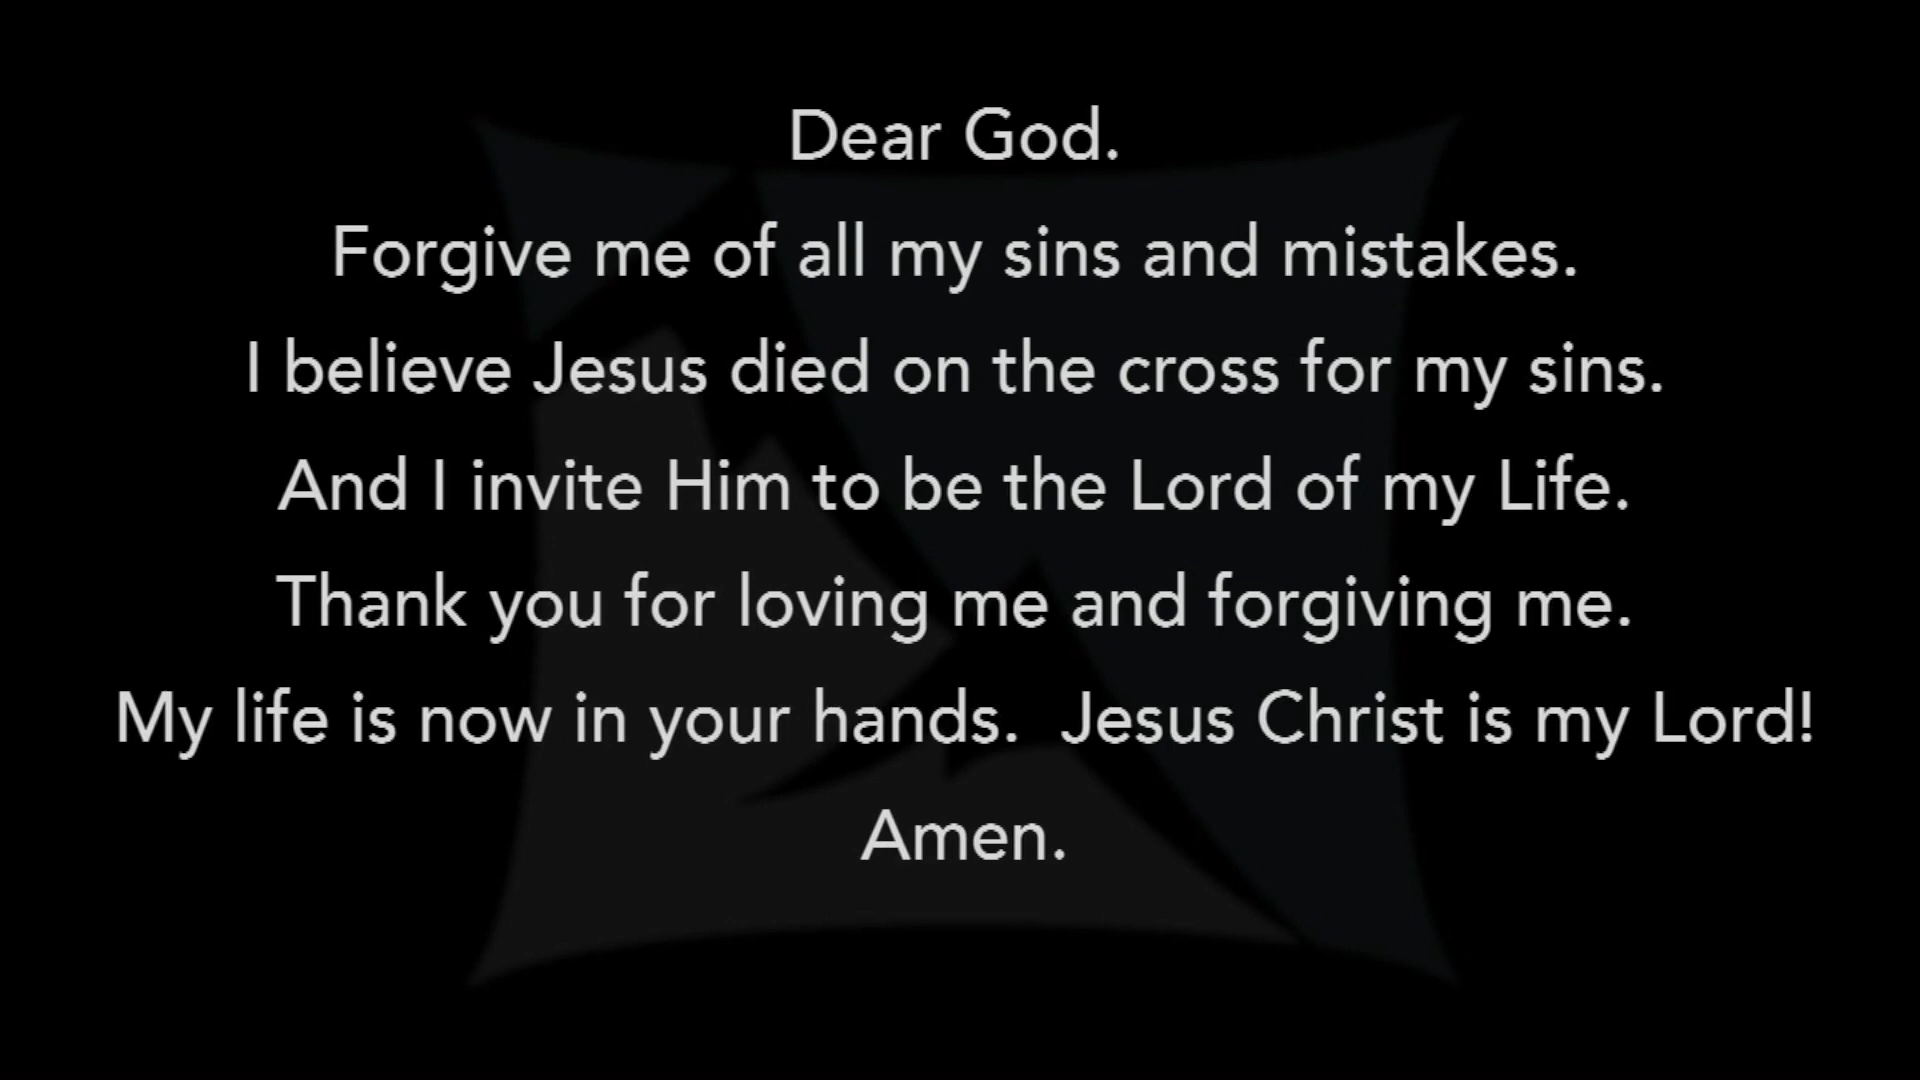 Dear God.
Forgive me of all my sins and mistakes.
I believe Jesus died on the cross for my sins.
And I invite Him to be the Lord of my Life.
Thank you for loving me and forgiving me.
My life is now in your hands.  Jesus Christ is my Lord!
Amen.